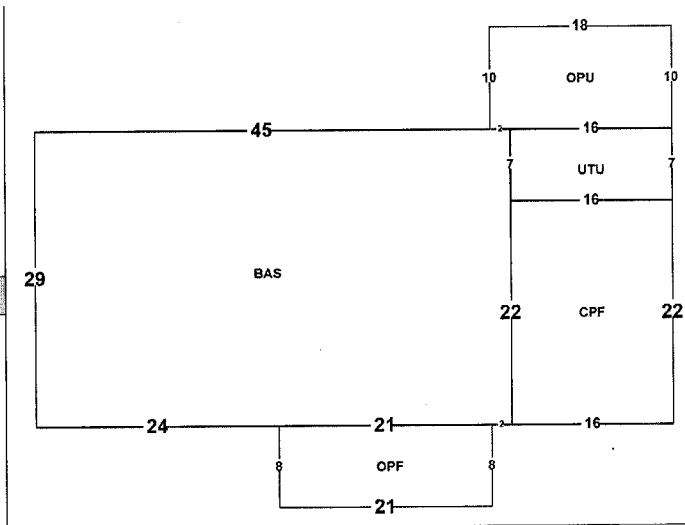 18
10 OPU 10
45 2 16
7 UTU 7
16
29 BAS
22 CPF 22
24 21 2 16
8 OPF 8
21